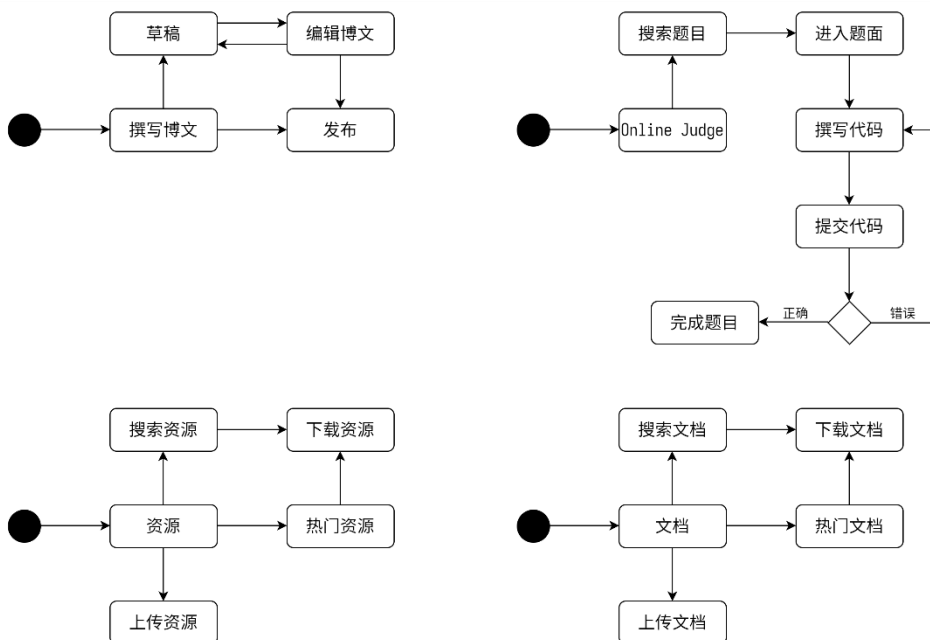 草稿
编辑博文
撰写博文
发布
搜索题目
进入题面
Online Judge
撰写代码
提交代码
完成题目
正确
错误
搜索资源
下载资源
资源
热门资源
上传资源
搜索文档
下载文档
文档
热门文档
上传文档